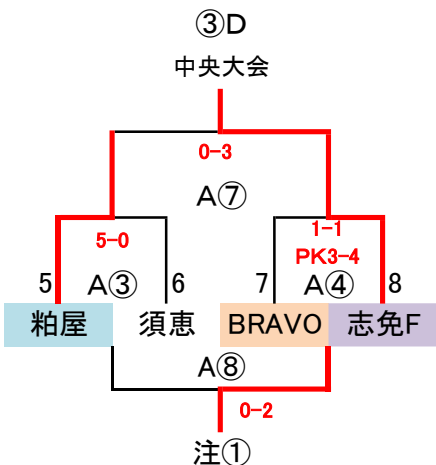 ③D
中央大会
0-3
A⑦
5-0
1-1
PK3-4
5 A③ 6 7 A④ 8
粕屋 須恵 BRAVO 志免F
A⑧
0-2
注①